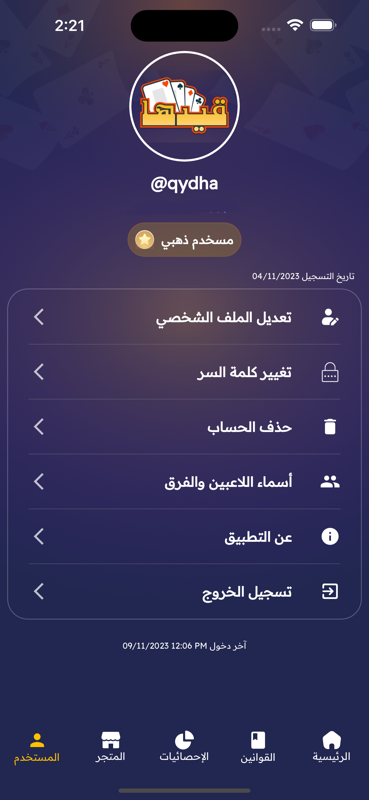 2:21
قيدها
@qydha
مسخدم ذهبي
تاريخ التسجيل 04/11/2023
تعديل الملف الشخصي
تغيير كلمة السر
حذف الحساب
أسماء اللاعبين والفرق
عن التطبيق
تسجيل الخروج
آخر دخول 09/11/2023 12:06 PM
الرئيسية
القوانين
الإحصائيات
المتجر
المستخدم